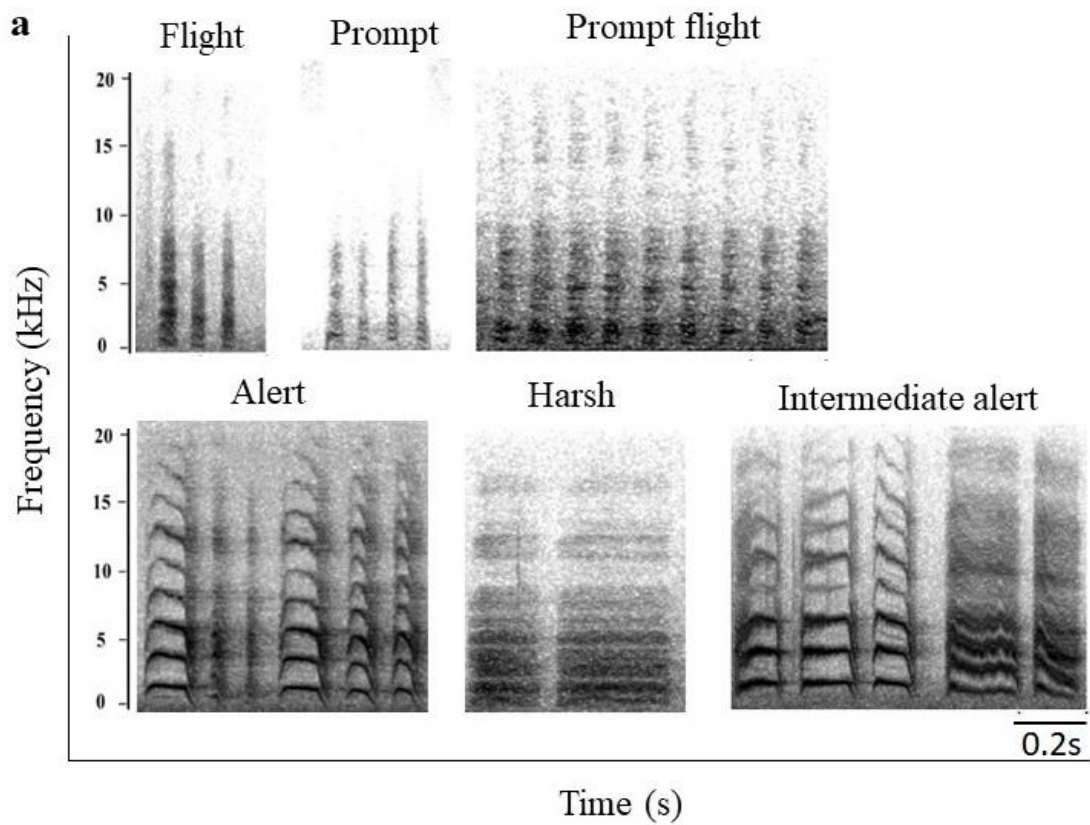 a
Flight Prompt Prompt flight
20
15
10
5
0
Alert Harsh Intermediate alert
20
15
10
5
0
Frequency (kHz)
0.2s
Time (s)